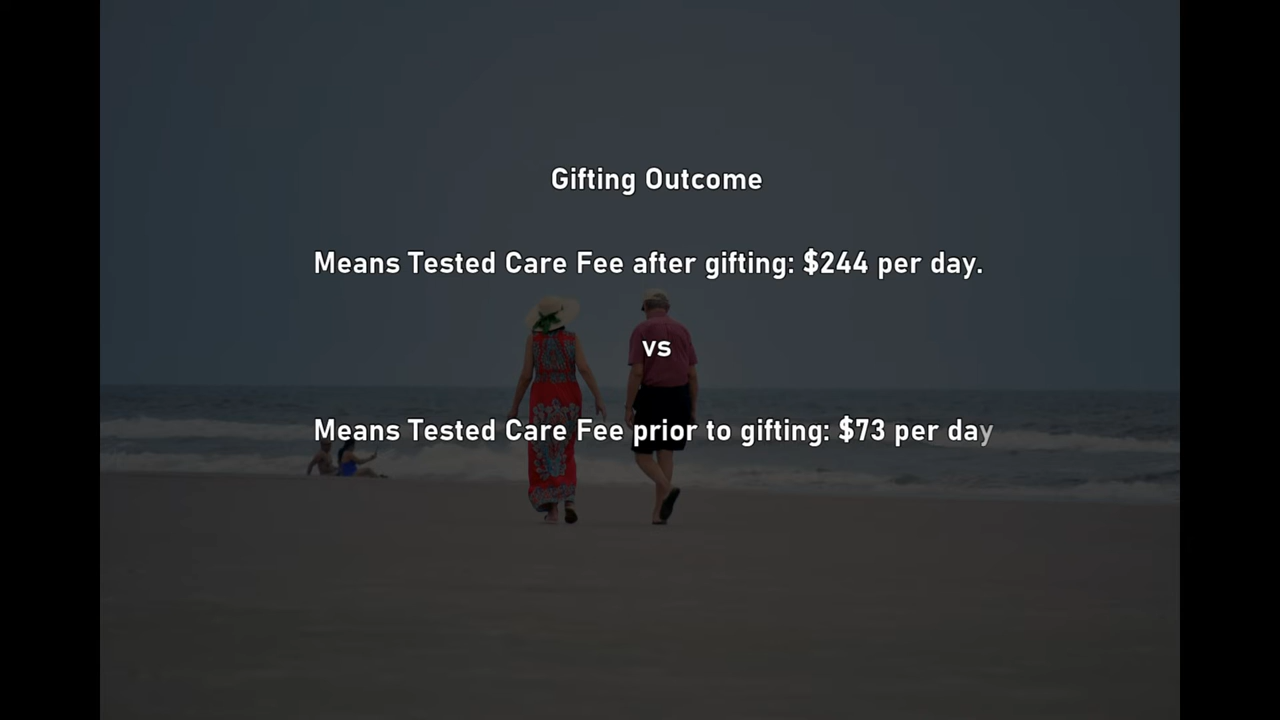 Gifting Outcome
Means Tested Care Fee after gifting: $244 per day.
vs
Means Tested Care Fee prior to gifting: $73 per day